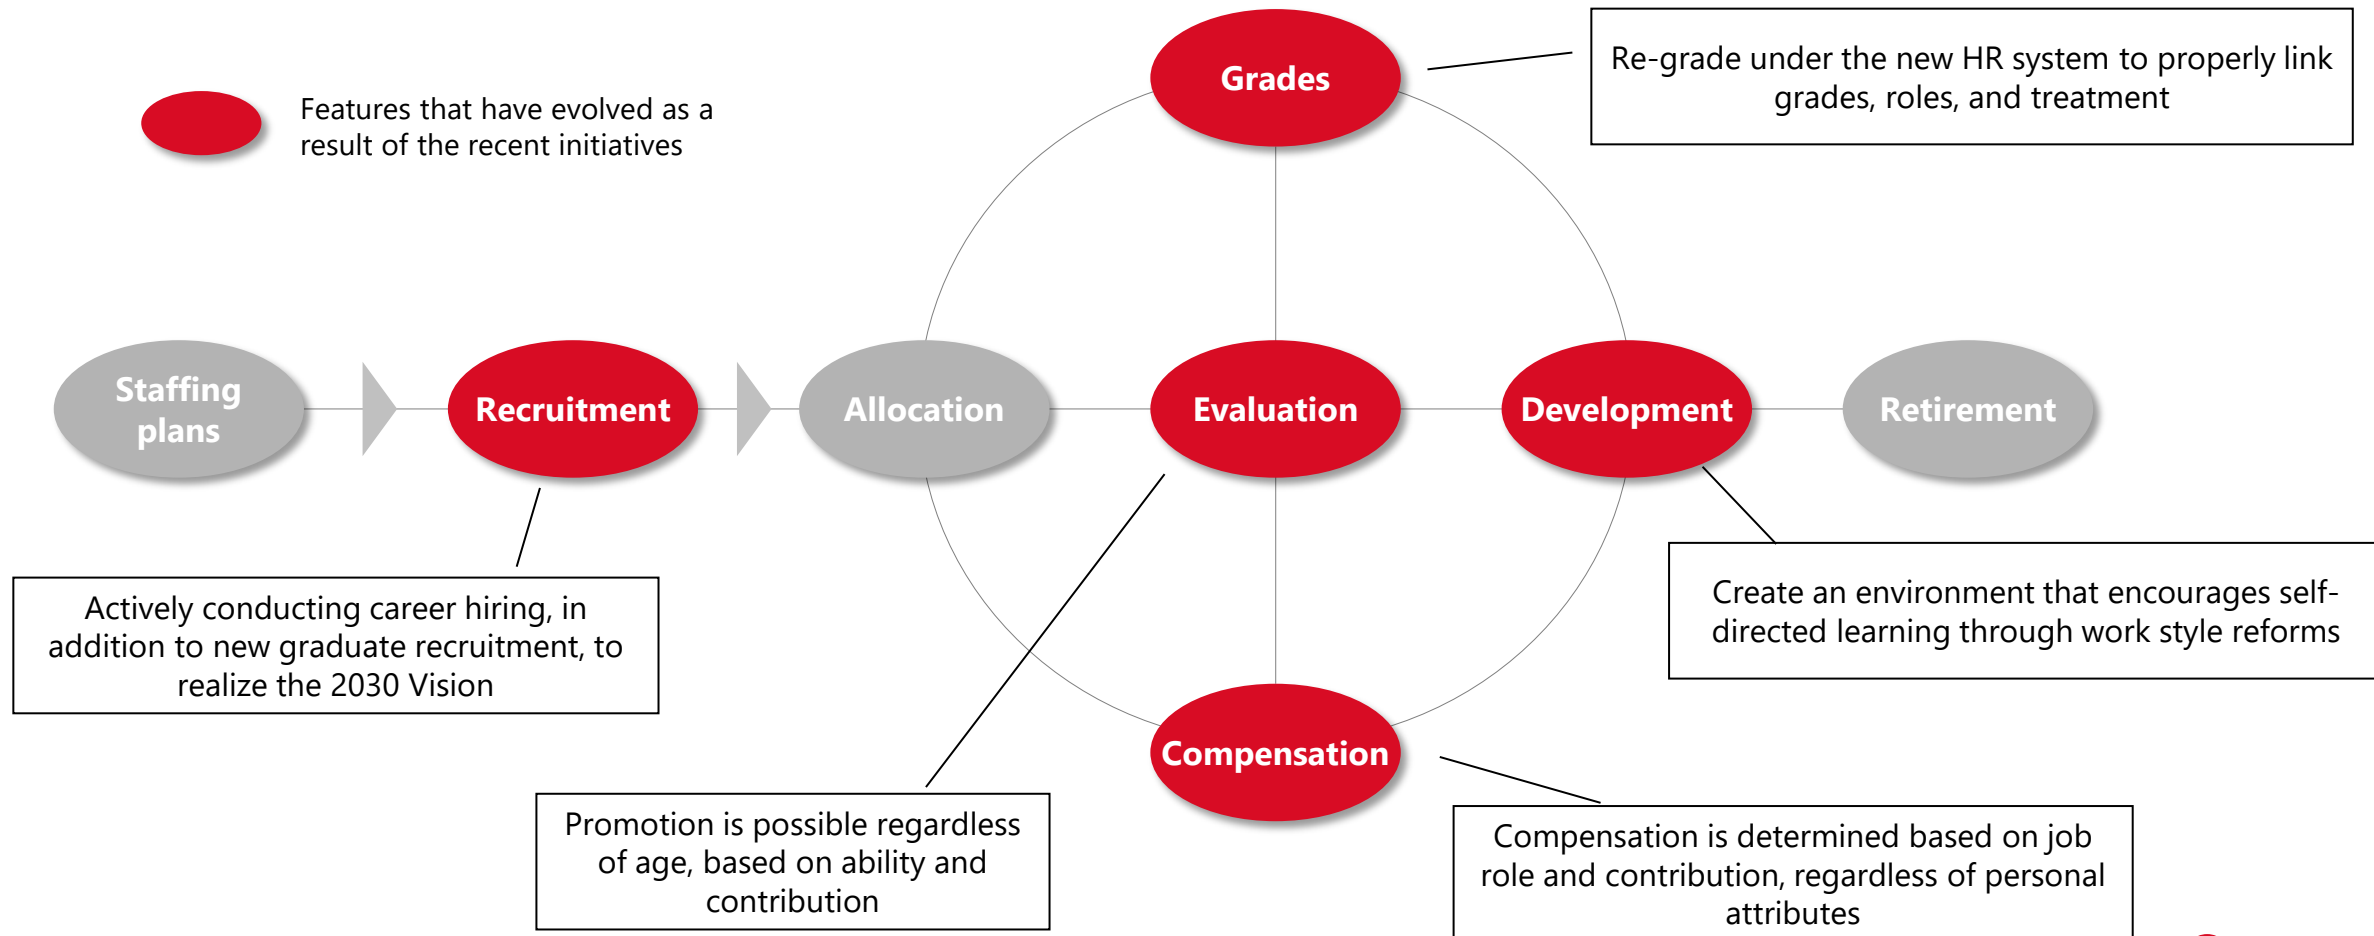 Grades
Re-grade under the new HR system to properly link
grades, roles, and treatment
Features that have evolved as a
result of the recent initiatives
Staffing
plans
Recruitment
Allocation
Evaluation
Development
Retirement
Actively conducting career hiring, in
addition to new graduate recruitment, to
realize the 2030 Vision
Create an environment that encourages self-
directed learning through work style reforms
Compensation
Promotion is possible regardless
of age, based on ability and
contribution
Compensation is determined based on job
role and contribution, regardless of personal
attributes